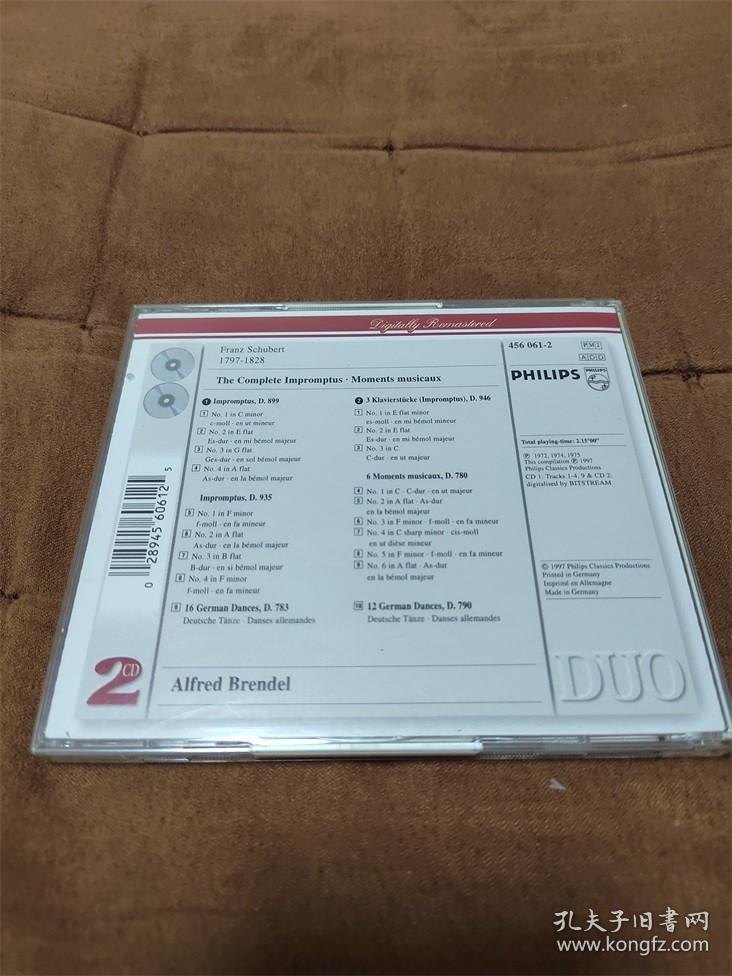 Digitally Remastered
Franz Schubert
1797-1828
The Complete Impromptus · Moments musicaux
1 Impromptus, D. 899
1 No. 1 in C minor
c-moll · en ut mineur
2 No. 2 in E flat
Es-dur · en mi bémol majeur
3 No. 3 in G flat
Ges-dur · en sol bémol majeur
4 No. 4 in A flat
As-dur · en la bémol majeur
Impromptus, D. 935
5 No. 1 in F minor
f-moll · en fa mineur
6 No. 2 in A flat
As-dur · en la bémol majeur
7 No. 3 in B flat
B-dur · en si bémol majeur
8 No. 4 in F minor
f-moll · en fa mineur
9 16 German Dances, D. 783
Deutsche Tänze · Danses allemandes
2 3 Klavierstücke (Impromptus), D. 946
1 No. 1 in E flat minor
es-moll · en mi bémol mineur
2 No. 2 in E flat
Es-dur · en mi bémol majeur
3 No. 3 in C
C-dur · en ut majeur
6 Moments musicaux, D. 780
4 No. 1 in C · C-dur · en ut majeur
5 No. 2 in A flat · As-dur
en la bémol majeur
6 No. 3 in F minor · f-moll · en fa mineur
7 No. 4 in C sharp minor · cis-moll
en ut dièse mineur
8 No. 5 in F minor · f-moll · en fa mineur
9 No. 6 in A flat · As-dur
en la bémol majeur
10 12 German Dances, D. 790
Deutsche Tänze · Danses allemandes
Alfred Brendel
2 CD
0 28945 60612 5
456 061-2
PM2
ADD
PHILIPS
PHILIPS
Total playing-time: 2.15'00"
℗ 1972, 1974, 1975
This compilation ℗ 1997
Philips Classics Productions
CD 1: Tracks 1-4, 9 & CD 2:
digitalised by BITSTREAM
© 1997 Philips Classics Productions
Printed in Germany
Imprimé en Allemagne
Made in Germany
DUO
孔夫子旧书网
www.kongfz.com